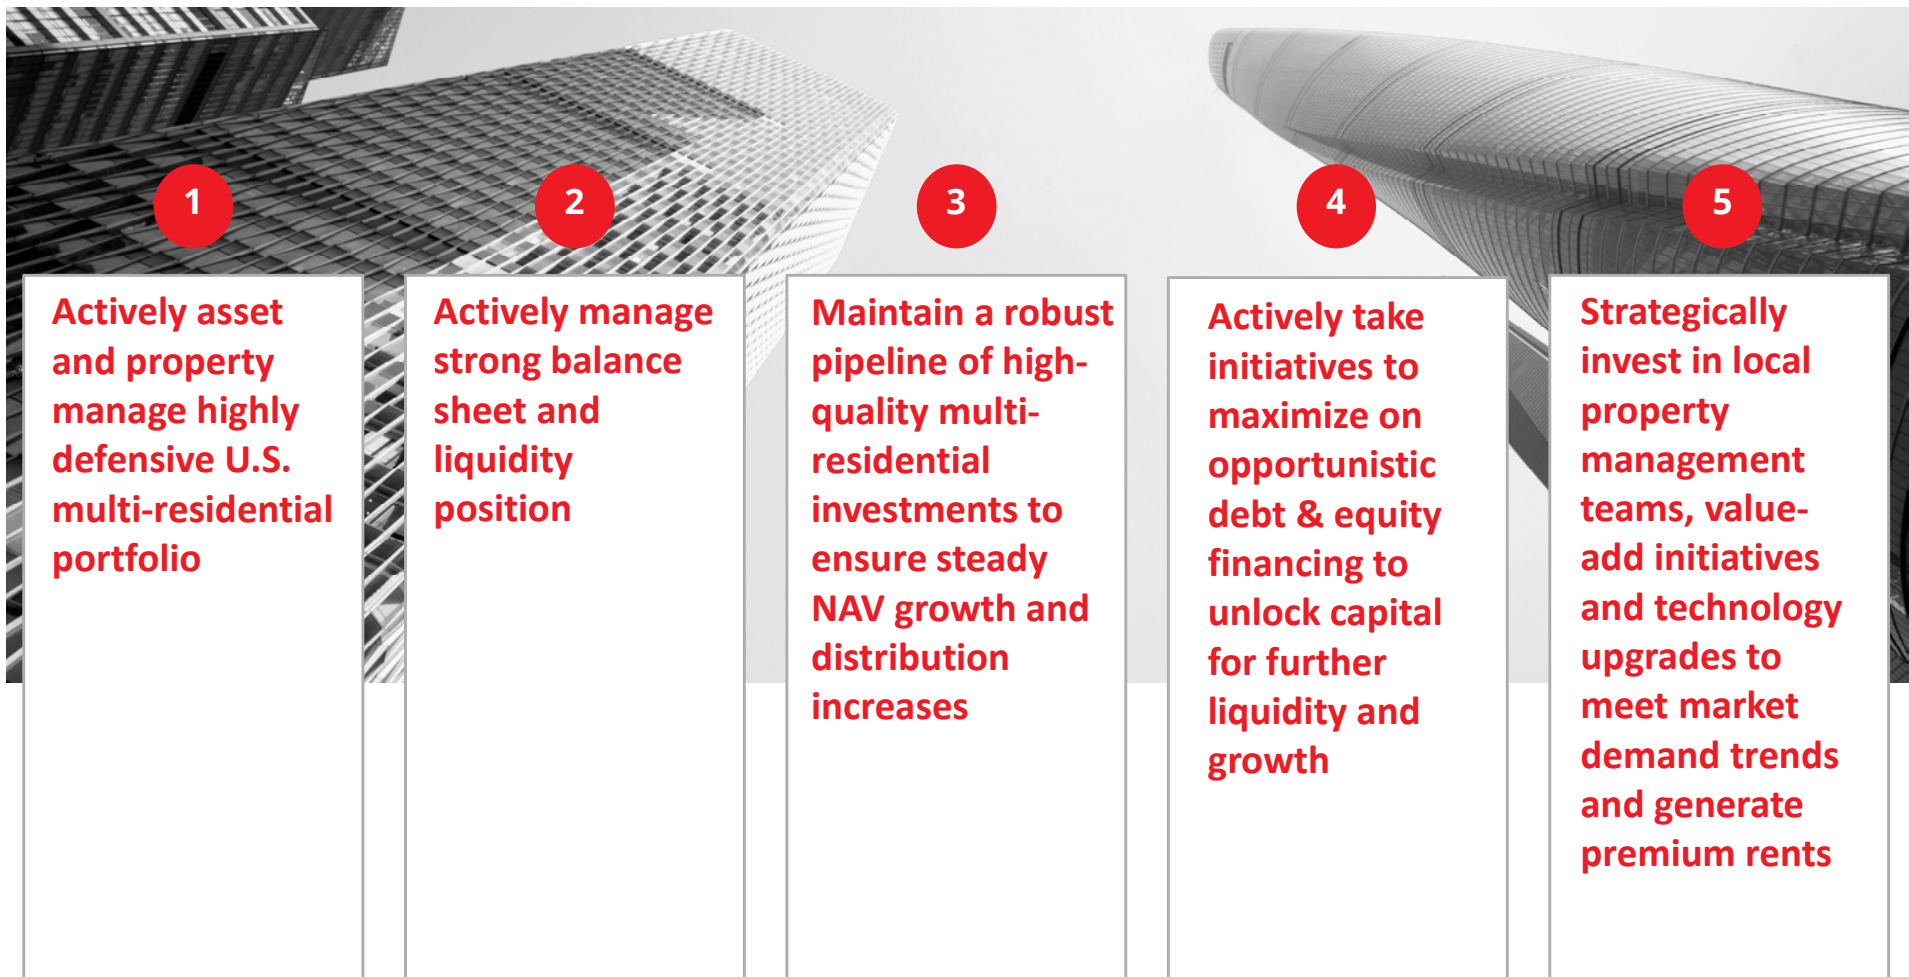 1
Actively asset
and property
manage highly
defensive U.S.
multi-residential
portfolio
2
Actively manage
strong balance
sheet and
liquidity
position
3
Maintain a robust
pipeline of high-
quality multi-
residential
investments to
ensure steady
NAV growth and
distribution
increases
4
Actively take
initiatives to
maximize on
opportunistic
debt & equity
financing to
unlock capital
for further
liquidity and
growth
5
Strategically
invest in local
property
management
teams, value-
add initiatives
and technology
upgrades to
meet market
demand trends
and generate
premium rents